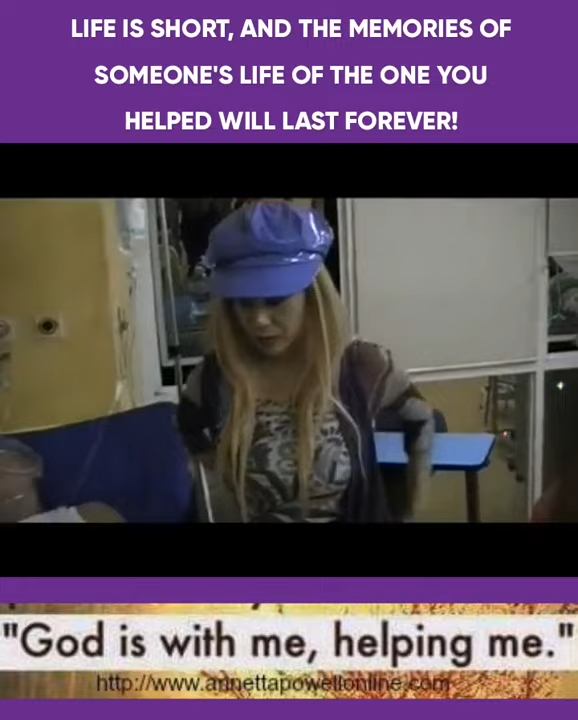 LIFE IS SHORT, AND THE MEMORIES OF
SOMEONE'S LIFE OF THE ONE YOU
HELPED WILL LAST FOREVER!
"God is with me, helping me."
http://www.annettapowellonline.com